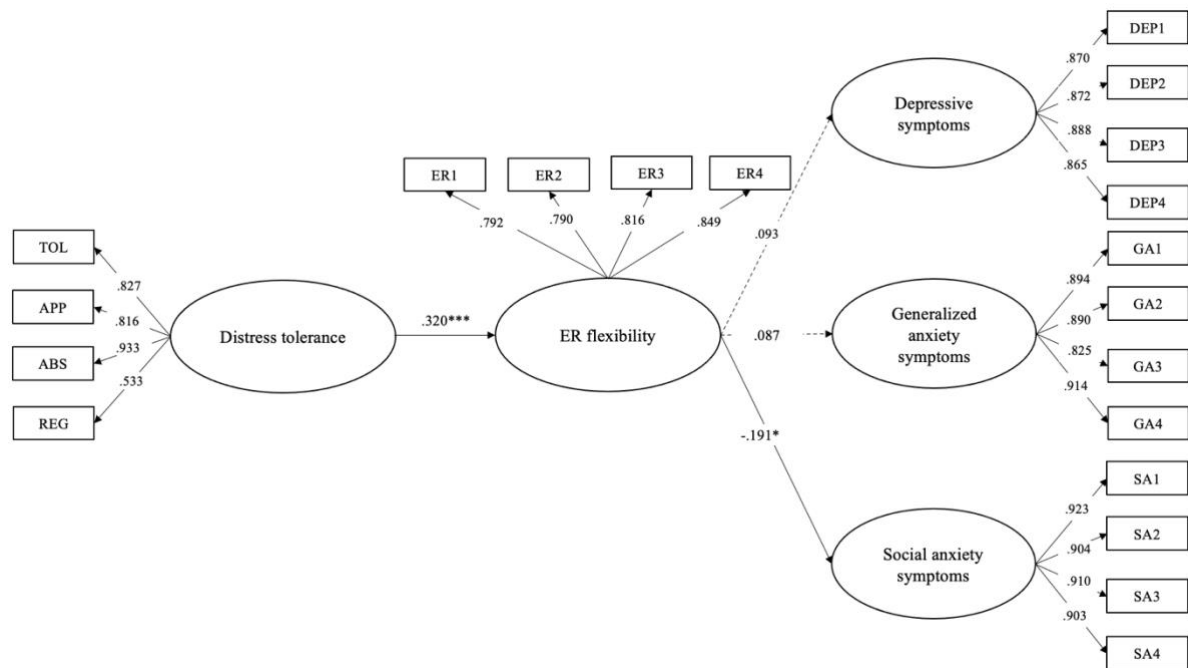 TOL
APP
ABS
REG
.827
.816
.933
.533
Distress tolerance
.320***
ER1
ER2
ER3
ER4
.792
.790
.816
.849
ER flexibility
.093
.087
-.191*
Depressive
symptoms
.870
.872
.888
.865
DEP1
DEP2
DEP3
DEP4
Generalized
anxiety
symptoms
.894
.890
.825
.914
GA1
GA2
GA3
GA4
Social anxiety
symptoms
.923
.904
.910
.903
SA1
SA2
SA3
SA4